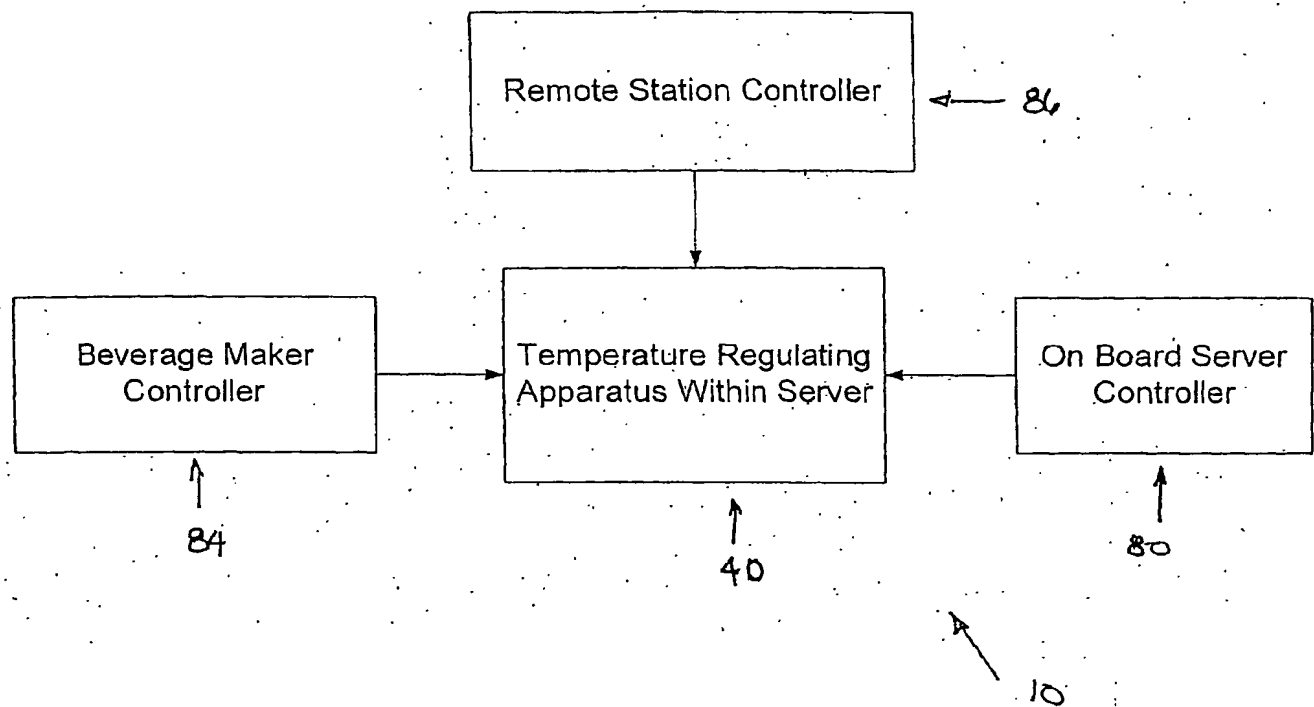 Remote Station Controller
86
Beverage Maker
Controller
Temperature Regulating
Apparatus Within Server
On Board Server
Controller
84
40
80
10